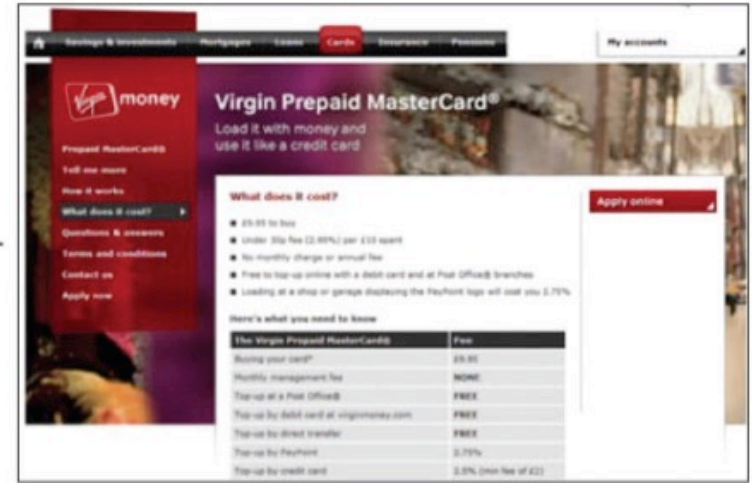 Savings & investments Mortgages Loans Cards Insurance Pensions My accounts
Virgin money
Prepaid MasterCard®
Tell me more
How it works
What does it cost?
Questions & answers
Terms and conditions
Contact us
Apply now
Virgin Prepaid MasterCard®
Load it with money and
use it like a credit card
What does it cost?
£9.95 to buy
Under 30p fee (2.98%) per £10 spent
No monthly charge or annual fee
Free to top-up online with a debit card and at Post Office® branches
Loading at a shop or garage displaying the PayPoint logo will cost you 2.75%
Here's what you need to know
The Virgin Prepaid MasterCard® Fee
Buying your card* £9.95
Monthly management fee NONE
Top-up at a Post Office® FREE
Top-up by debit card at virginmoney.com FREE
Top-up by direct transfer FREE
Top-up by PayPoint 2.75%
Top-up by credit card 2.5% (min fee of £2)
Apply online